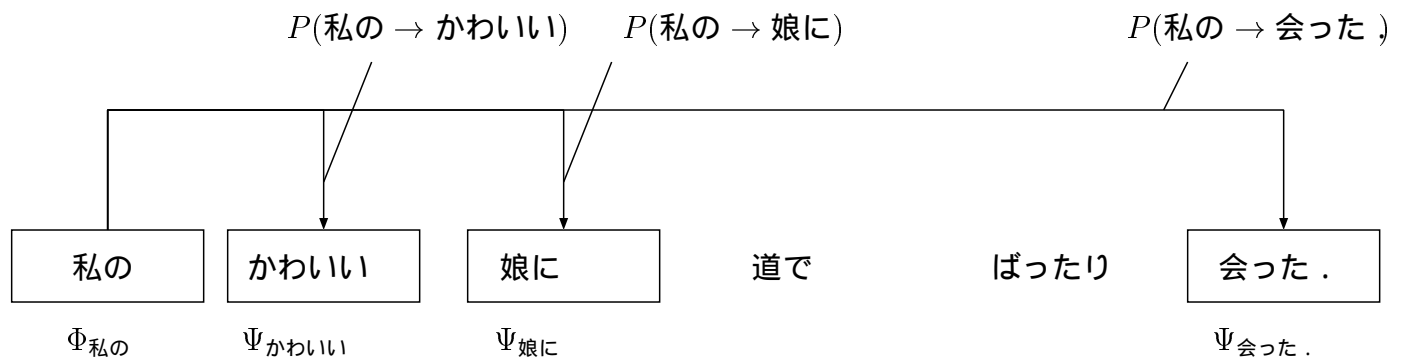 P(私の → かわいい) P(私の → 娘に) P(私の → 会った .)
私の かわいい 娘に 道で ばったり 会った .
Φ私の Ψかわいい Ψ娘に Ψ会った .